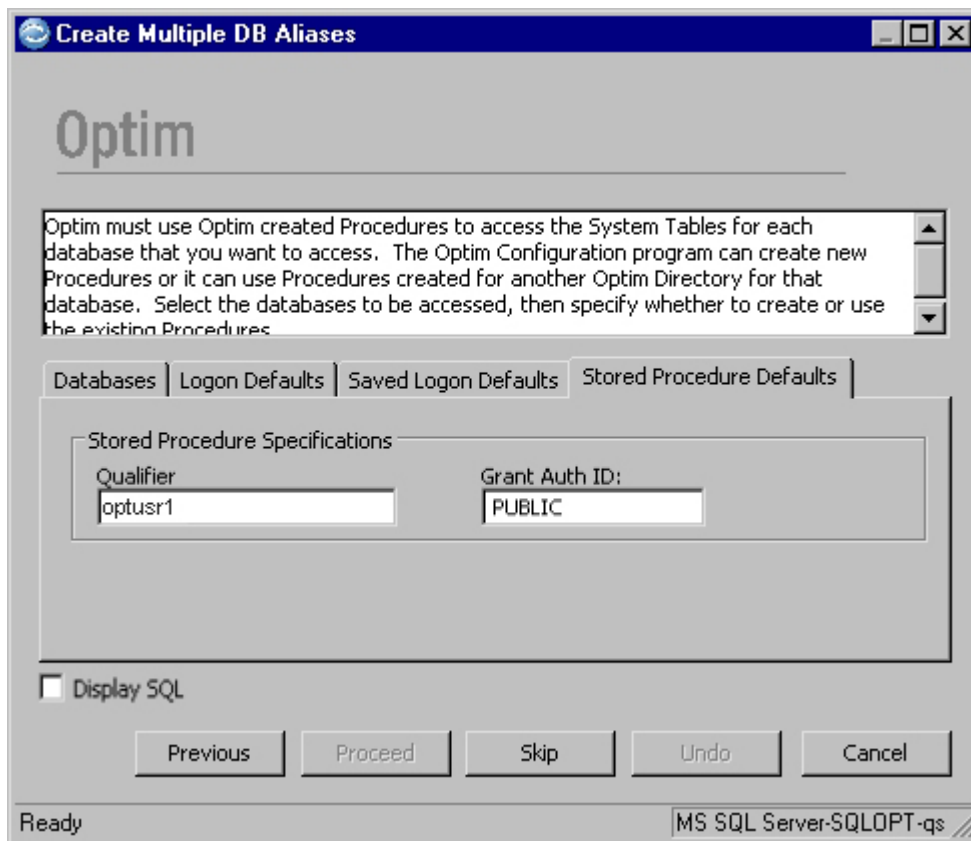 Create Multiple DB Aliases
Optim
Optim must use Optim created Procedures to access the System Tables for each
database that you want to access. The Optim Configuration program can create new
Procedures or it can use Procedures created for another Optim Directory for that
database. Select the databases to be accessed, then specify whether to create or use
the existing Procedures.
Databases Logon Defaults Saved Logon Defaults Stored Procedure Defaults
Stored Procedure Specifications
Qualifier Grant Auth ID:
optusr1 PUBLIC
Display SQL
Previous Proceed Skip Undo Cancel
Ready MS SQL Server-SQLOPT-qs